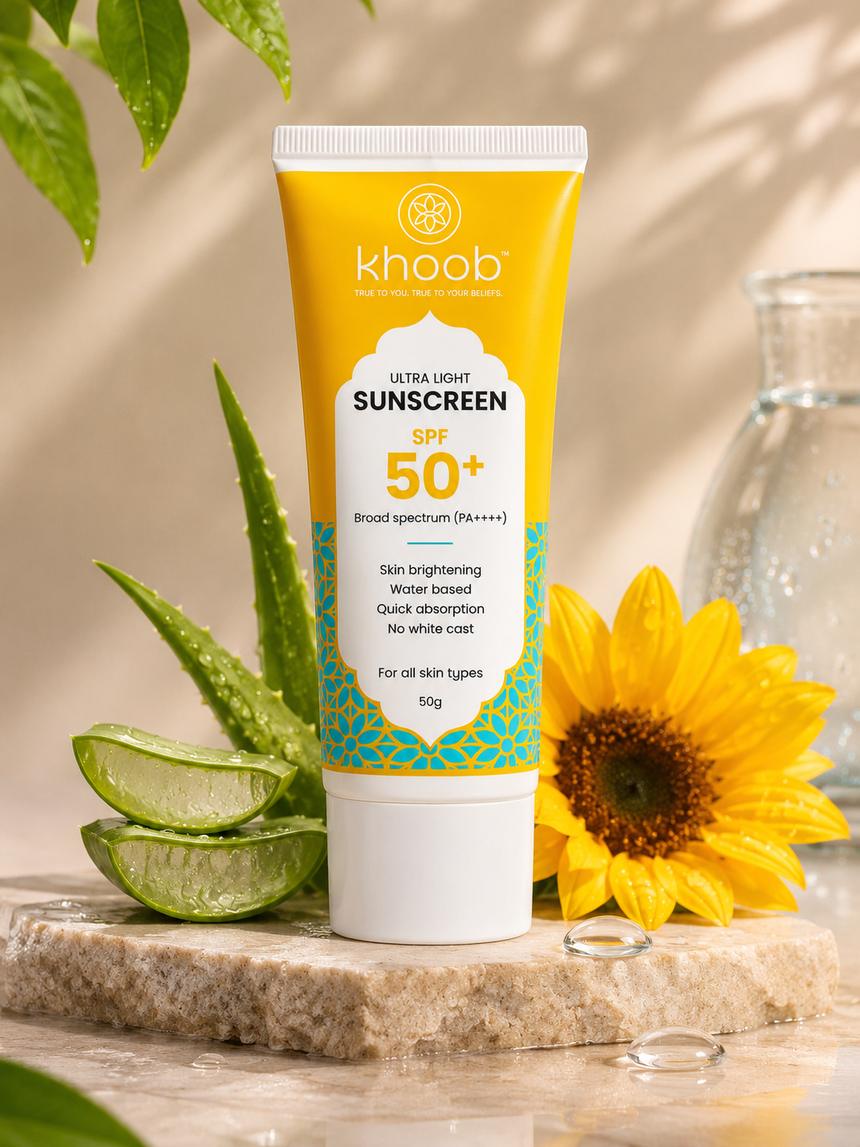 khoob™
TRUE TO YOU. TRUE TO YOUR BELIEFS.
ULTRA LIGHT
SUNSCREEN
SPF
50+
Broad spectrum (PA++++)
Skin brightening
Water based
Quick absorption
No white cast
For all skin types
50g